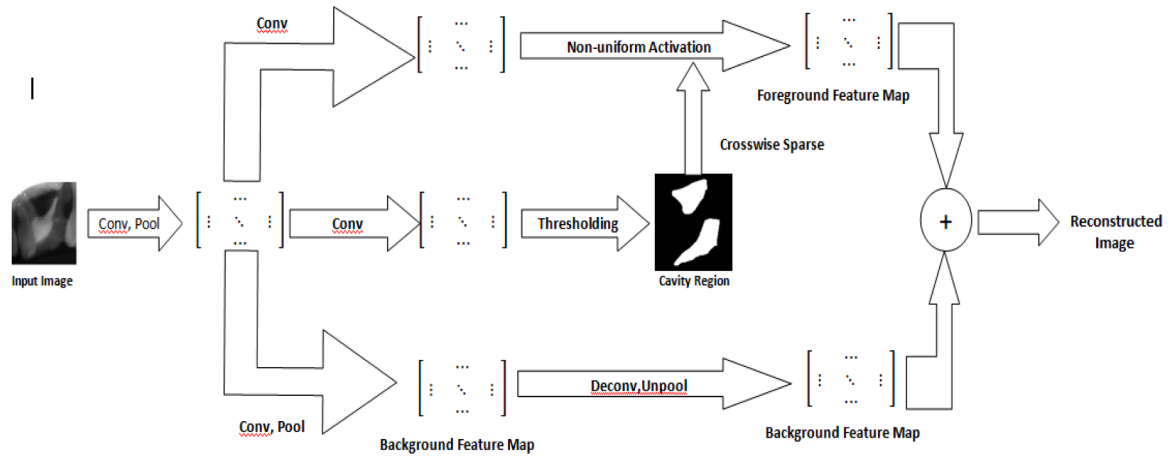 Conv
Non-uniform Activation
Foreground Feature Map
Crosswise Sparse
Conv, Pool
Conv
Thresholding
+
Reconstructed
Image
Input Image
Cavity Region
Conv, Pool
Background Feature Map
Deconv,Unpool
Background Feature Map